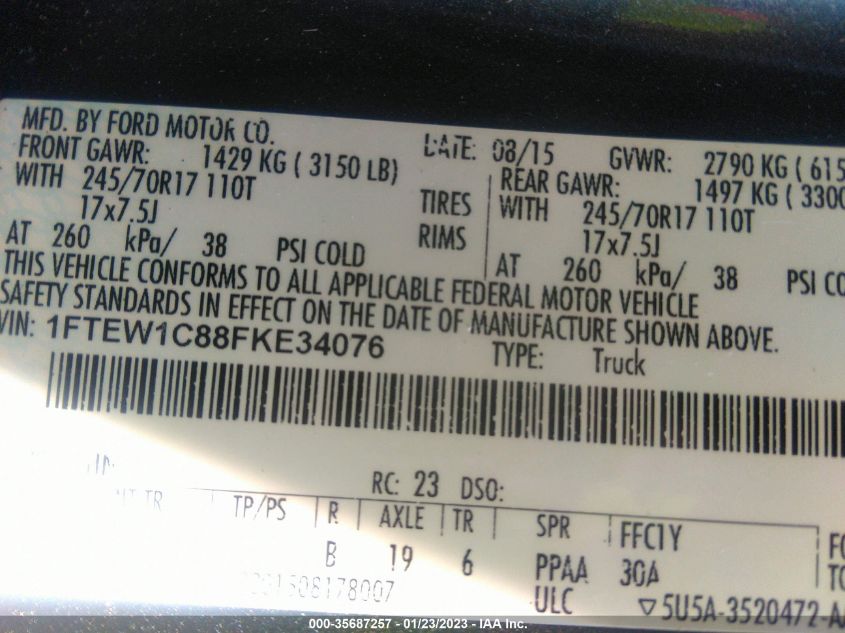 MFD. BY FORD MOTOR CO. DATE: 08/15 GVWR: 2790 KG ( 615
FRONT GAWR: 1429 KG ( 3150 LB) REAR GAWR: 1497 KG ( 3300
WITH 245/70R17 110T TIRES WITH 245/70R17 110T
17x7.5J RIMS 17x7.5J
AT 260 kPa/ 38 PSI COLD AT 260 kPa/ 38 PSI CO
THIS VEHICLE CONFORMS TO ALL APPLICABLE FEDERAL MOTOR VEHICLE
SAFETY STANDARDS IN EFFECT ON THE DATE OF MANUFACTURE SHOWN ABOVE.
VIN: 1FTEW1C88FKE34076 TYPE: Truck
RC: 23 DSO:
TR TP/PS R AXLE TR SPR FFC1Y FO
B 19 6 PPAA 30A TO
ULC ▽5U5A-3520472-A
000-35687257 - 01/23/2023 - IAA Inc.